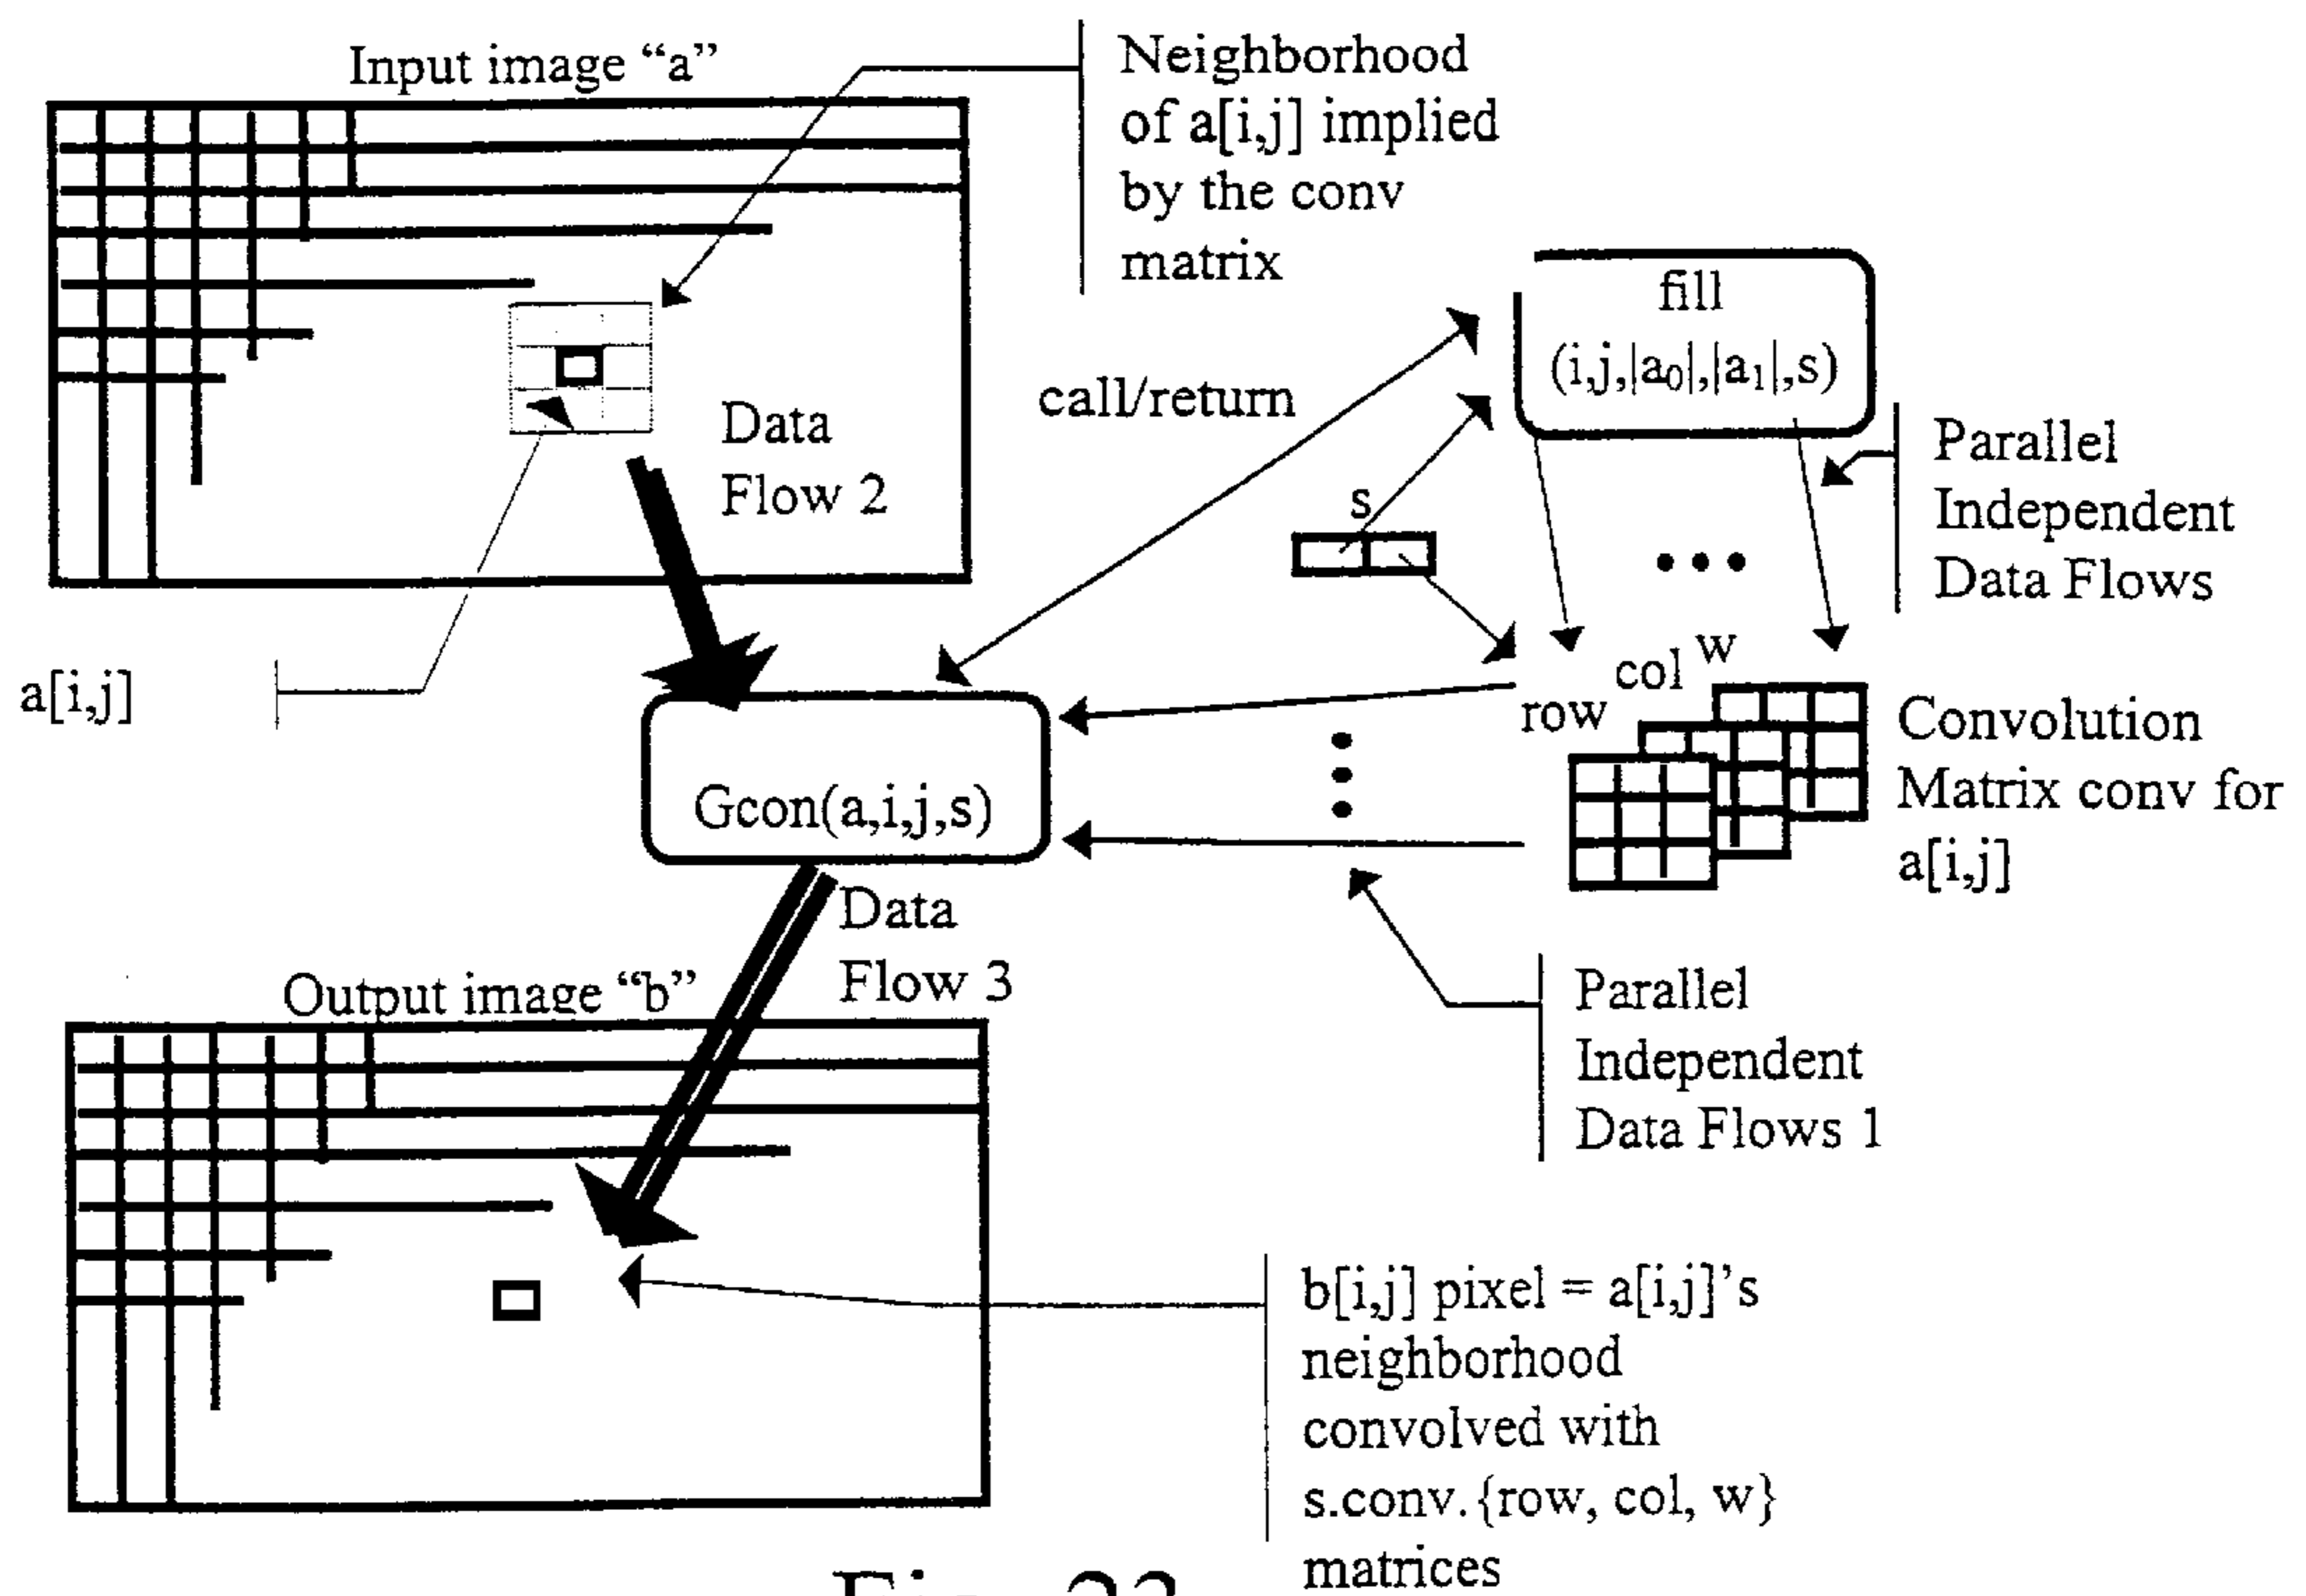 Input image “a”
Neighborhood
of a[i,j] implied
by the conv
matrix
fill
(i,j,|a₀|,|a₁|,s)
call/return
Data
Flow 2
s
Parallel
Independent
Data Flows
a[i,j]
w
col
row
Gcon(a,i,j,s)
Convolution
Matrix conv for
a[i,j]
Data
Flow 3
Output image “b”
Parallel
Independent
Data Flows 1
b[i,j] pixel = a[i,j]’s
neighborhood
convolved with
s.conv.{row, col, w}
matrices